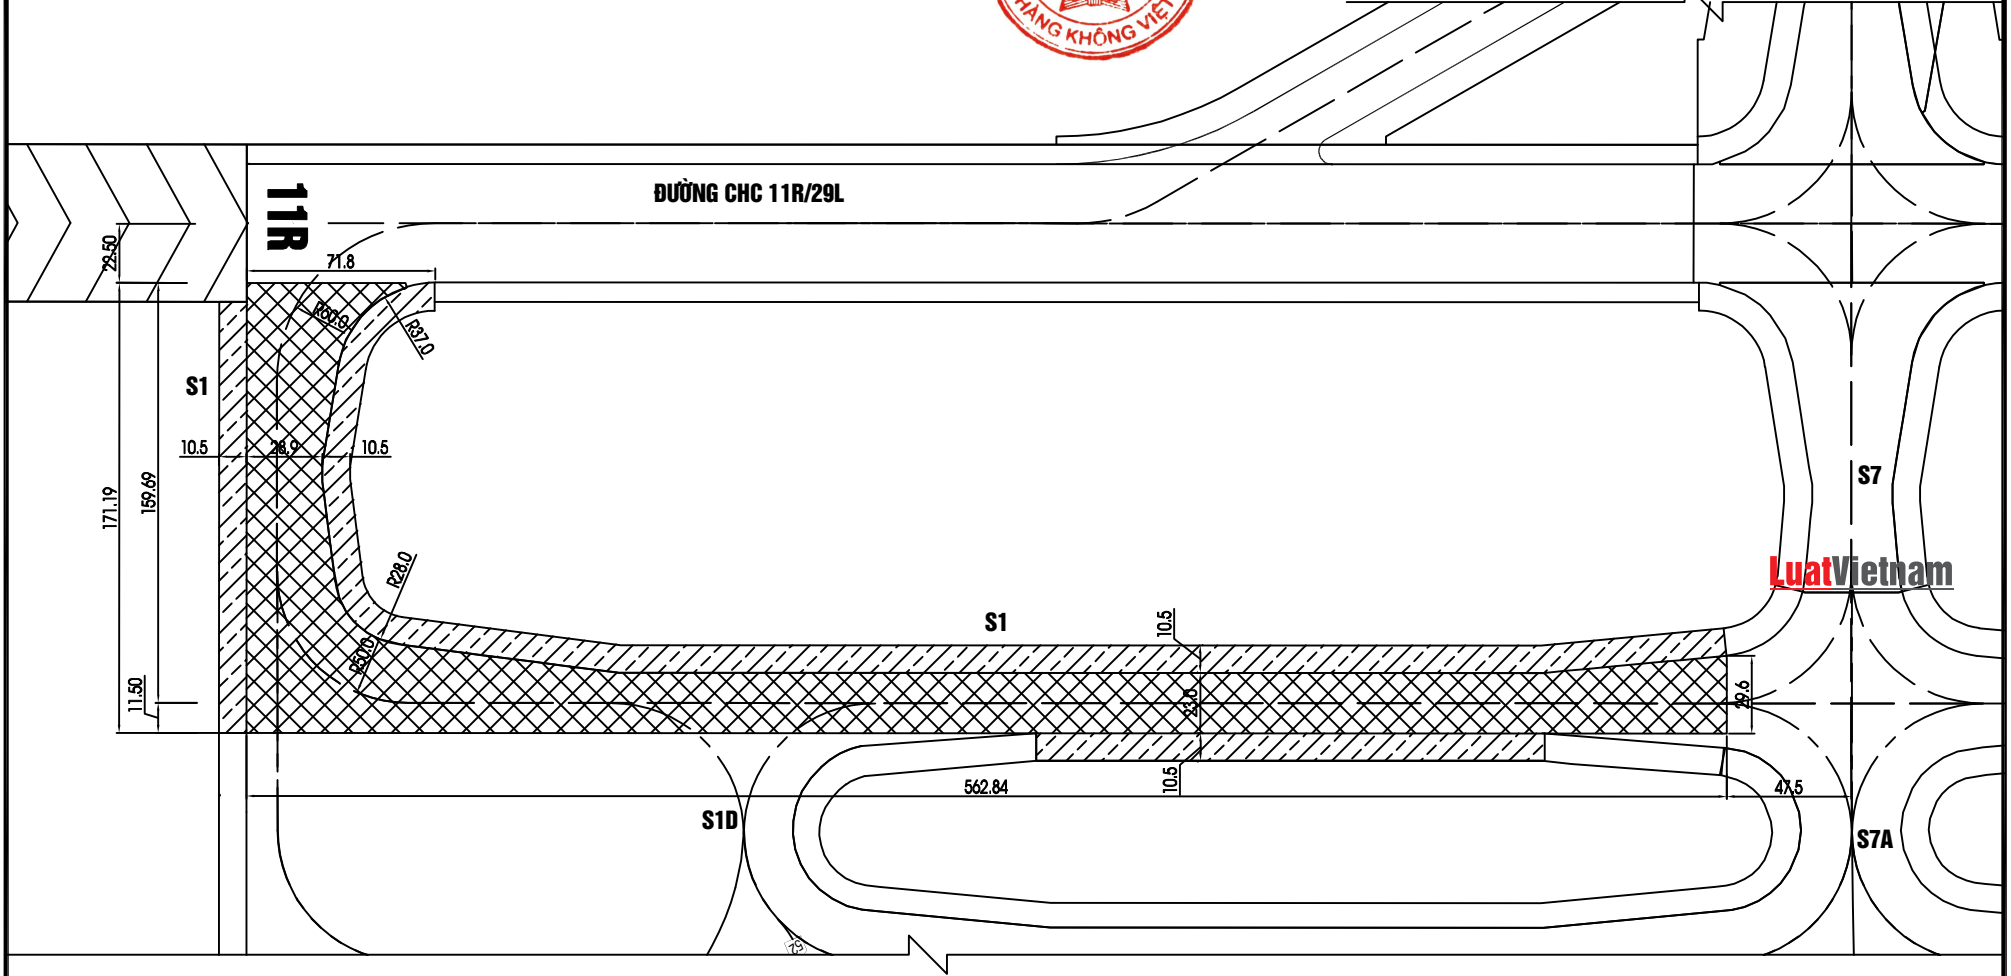 HÀNG KHÔNG VIỆT
ĐƯỜNG CHC 11R/29L
11R
22.50
71.8
R60.0
R37.0
S1
10.5
28.9
10.5
171.19
159.69
S7
LuatVietnam
R28.0
S1
10.5
R50.0
11.50
23.0
29.6
10.5
562.84
47.5
S1D
S7A
52